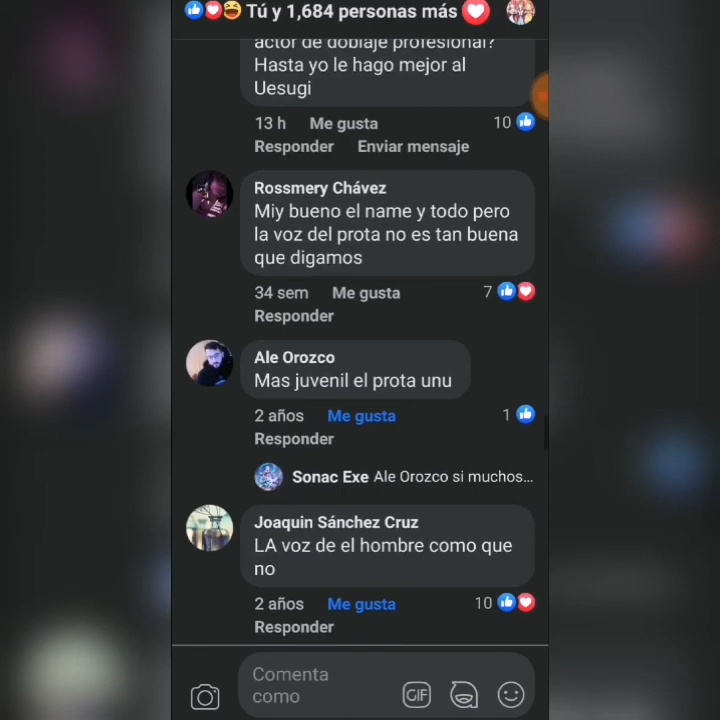 Tú y 1,684 personas más
actor de doblaje profesional?
Hasta yo le hago mejor al
Uesugi
13 h Me gusta 10
Responder Enviar mensaje
Rossmery Chávez
Miy bueno el name y todo pero
la voz del prota no es tan buena
que digamos
34 sem Me gusta 7
Responder
Ale Orozco
Mas juvenil el prota unu
2 años Me gusta 1
Responder
Sonac Exe Ale Orozco si muchos...
Joaquin Sánchez Cruz
LA voz de el hombre como que
no
2 años Me gusta 10
Responder
Comenta
como
GIF